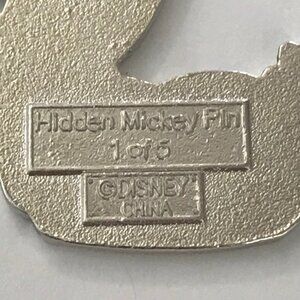 Hidden Mickey Pin
1 of 5
"©DISNEY"
CHINA